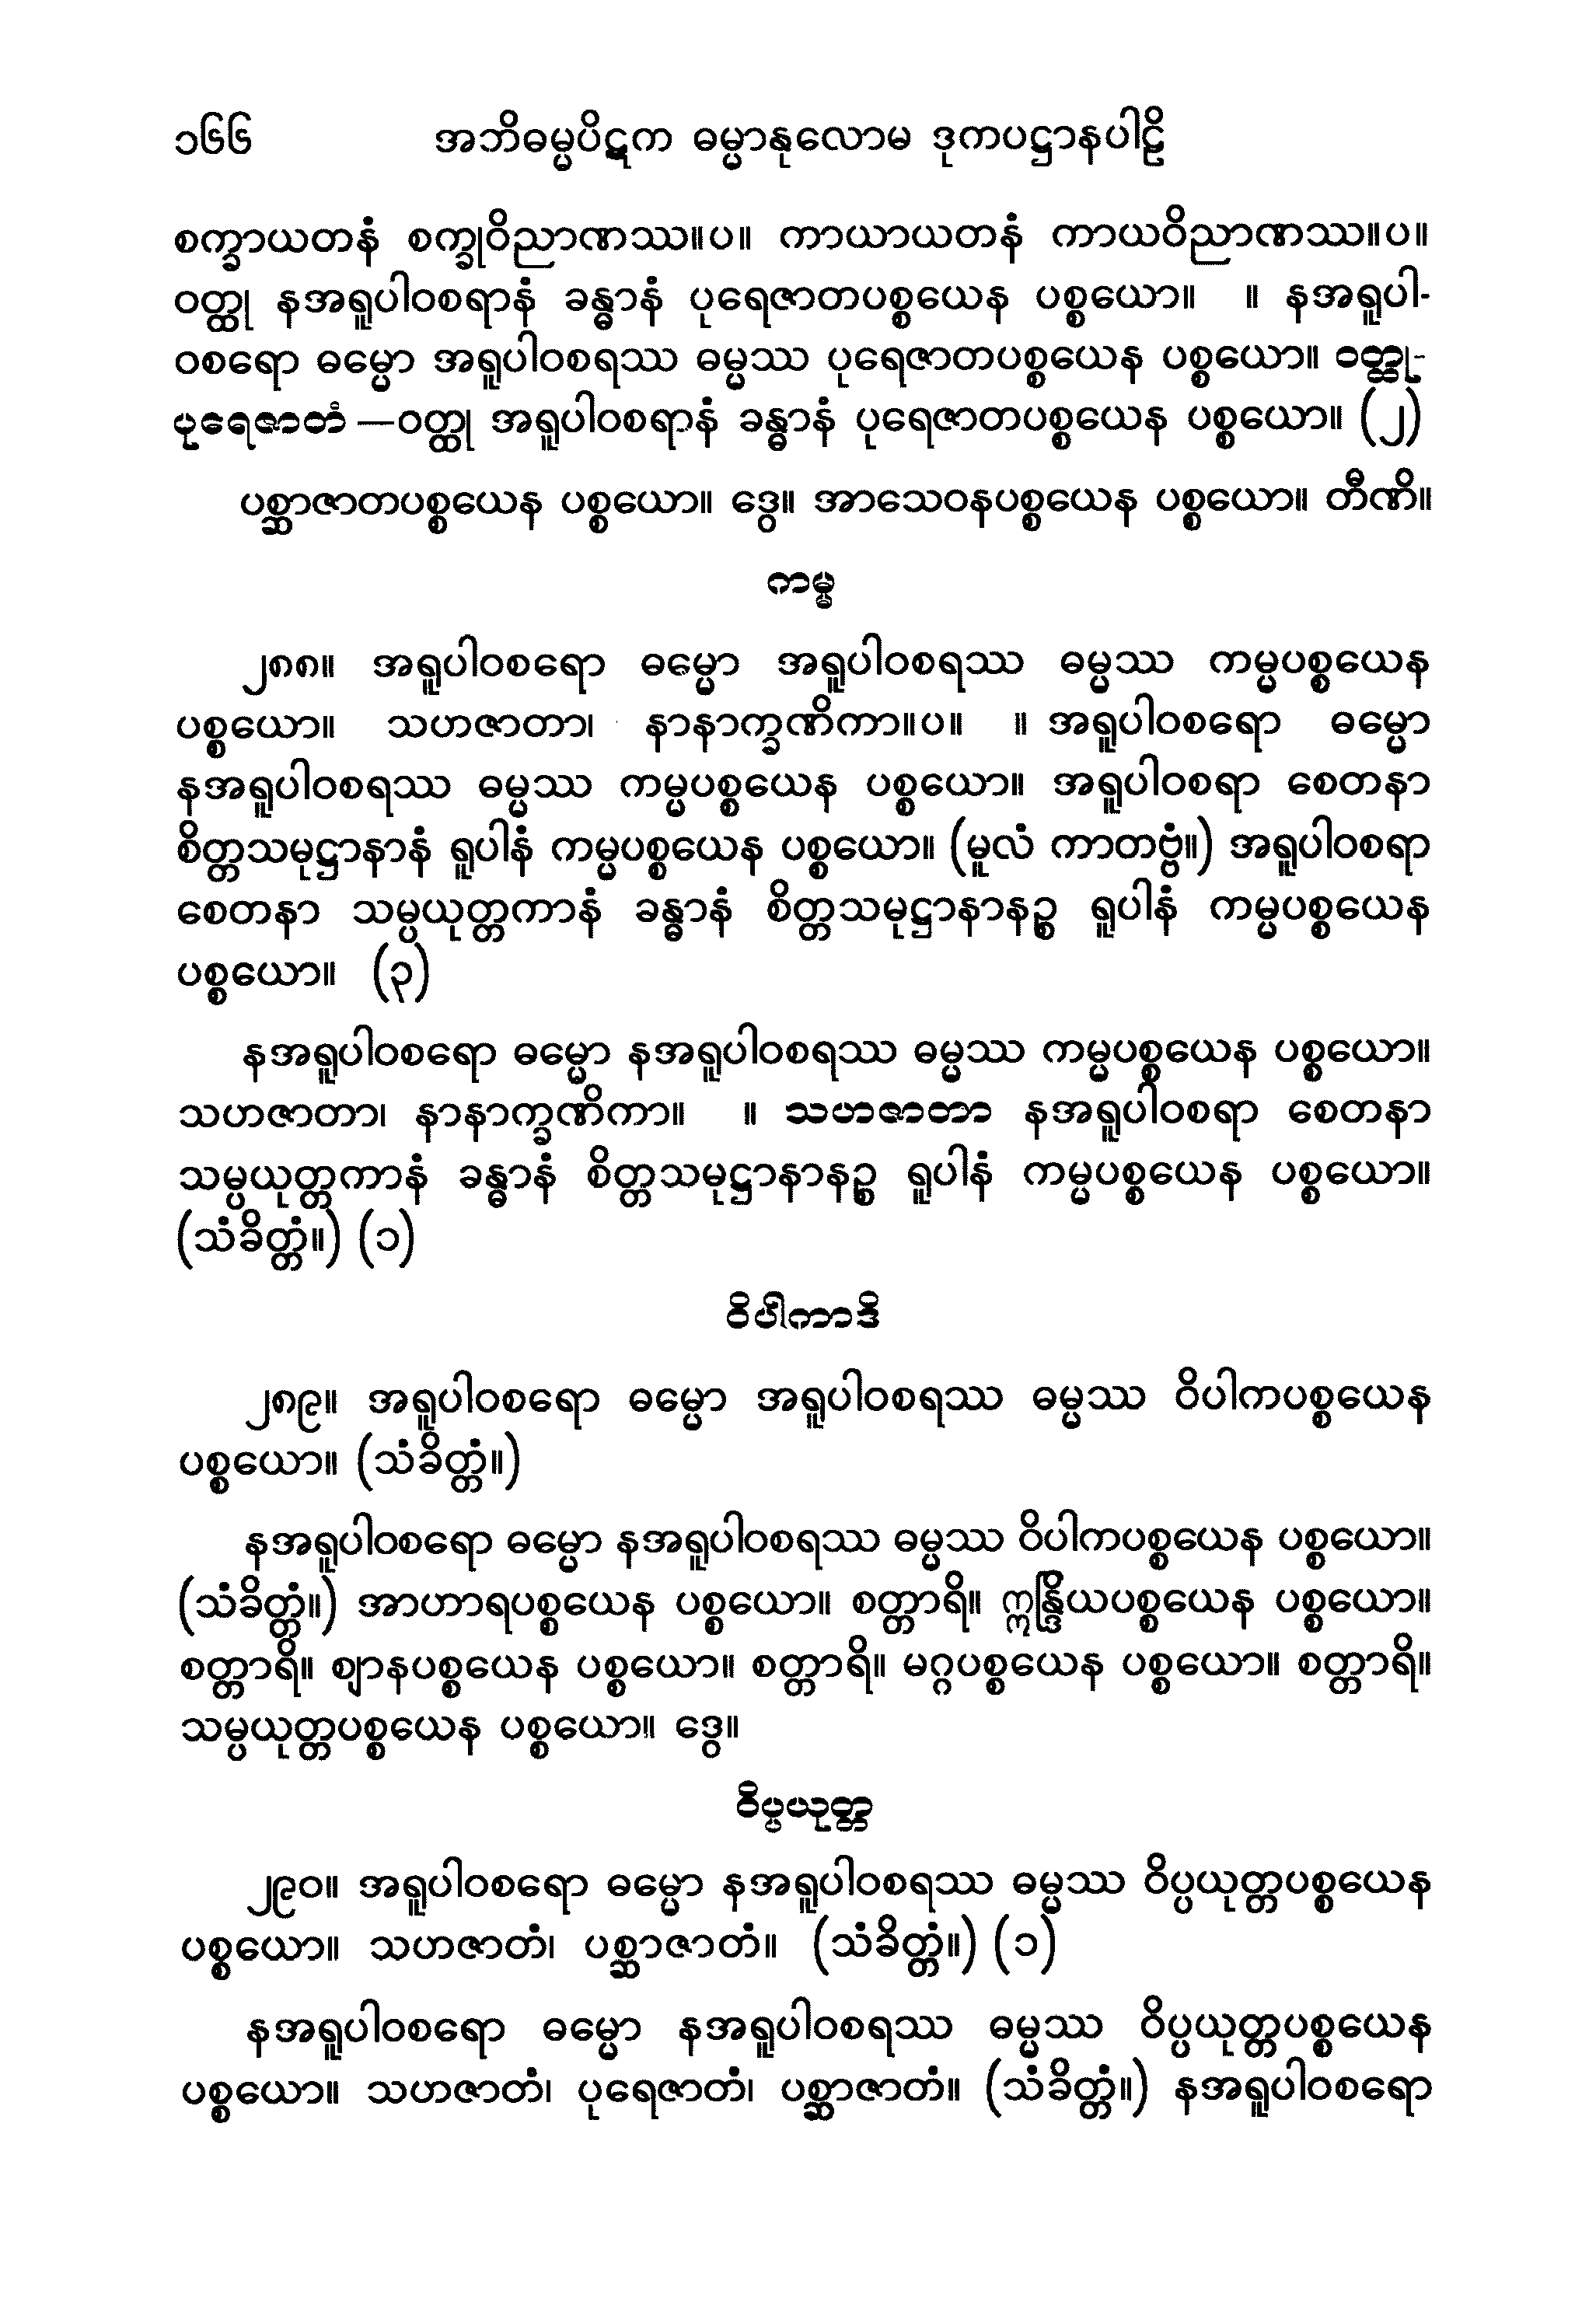 ၁၆၆ အဘိဓမ္မပိဋက ဓမ္မာနုလောမ ဒုကပဋ္ဌာနပါဠိ
စက္ခာယတနံ စက္ခုဝိညာဏဿ။ပ။ ကာယာယတနံ ကာယဝိညာဏဿ။ပ။
ဝတ္ထု နအရူပါဝစရာနံ ခန္ဓာနံ ပုရေဇာတပစ္စယေန ပစ္စယော။ ။ နအရူပါ-
ဝစရော ဓမ္မော အရူပါဝစရဿ ဓမ္မဿ ပုရေဇာတပစ္စယေန ပစ္စယော။ ဝတ္ထု-
ပုရေဇာတံ —ဝတ္ထု အရူပါဝစရာနံ ခန္ဓာနံ ပုရေဇာတပစ္စယေန ပစ္စယော။ (၂)
ပစ္ဆာဇာတပစ္စယေန ပစ္စယော။ ဒွေ။ အာသေဝနပစ္စယေန ပစ္စယော။ တီဏိ။
ကမ္မ
၂၈၈။ အရူပါဝစရော ဓမ္မော အရူပါဝစရဿ ဓမ္မဿ ကမ္မပစ္စယေန
ပစ္စယော။ သဟဇာတာ၊ နာနာက္ခဏိကာ။ပ။ ။ အရူပါဝစရော ဓမ္မော
နအရူပါဝစရဿ ဓမ္မဿ ကမ္မပစ္စယေန ပစ္စယော။ အရူပါဝစရာ စေတနာ
စိတ္တသမုဋ္ဌာနာနံ ရူပါနံ ကမ္မပစ္စယေန ပစ္စယော။ (မူလံ ကာတဗ္ဗံ။) အရူပါဝစရာ
စေတနာ သမ္ပယုတ္တကာနံ ခန္ဓာနံ စိတ္တသမုဋ္ဌာနာနဉ္စ ရူပါနံ ကမ္မပစ္စယေန
ပစ္စယော။ (၃)
နအရူပါဝစရော ဓမ္မော နအရူပါဝစရဿ ဓမ္မဿ ကမ္မပစ္စယေန ပစ္စယော။
သဟဇာတာ၊ နာနာက္ခဏိကာ။ ။ သဟဇာတာ နအရူပါဝစရာ စေတနာ
သမ္ပယုတ္တကာနံ ခန္ဓာနံ စိတ္တသမုဋ္ဌာနာနဉ္စ ရူပါနံ ကမ္မပစ္စယေန ပစ္စယော။
(သံခိတ္တံ။) (၁)
ဝိပါကာဒိ
၂၈၉။ အရူပါဝစရော ဓမ္မော အရူပါဝစရဿ ဓမ္မဿ ဝိပါကပစ္စယေန
ပစ္စယော။ (သံခိတ္တံ။)
နအရူပါဝစရော ဓမ္မော နအရူပါဝစရဿ ဓမ္မဿ ဝိပါကပစ္စယေန ပစ္စယော။
(သံခိတ္တံ။) အာဟာရပစ္စယေန ပစ္စယော။ စတ္တာရိ။ ဣန္ဒြိယပစ္စယေန ပစ္စယော။
စတ္တာရိ။ ဈာနပစ္စယေန ပစ္စယော။ စတ္တာရိ။ မဂ္ဂပစ္စယေန ပစ္စယော။ စတ္တာရိ။
သမ္ပယုတ္တပစ္စယေန ပစ္စယော။ ဒွေ။
ဝိပ္ပယုတ္တ
၂၉၀။ အရူပါဝစရော ဓမ္မော နအရူပါဝစရဿ ဓမ္မဿ ဝိပ္ပယုတ္တပစ္စယေန
ပစ္စယော။ သဟဇာတံ၊ ပစ္ဆာဇာတံ။ (သံခိတ္တံ။) (၁)
နအရူပါဝစရော ဓမ္မော နအရူပါဝစရဿ ဓမ္မဿ ဝိပ္ပယုတ္တပစ္စယေန
ပစ္စယော။ သဟဇာတံ၊ ပုရေဇာတံ၊ ပစ္ဆာဇာတံ။ (သံခိတ္တံ။) နအရူပါဝစရော